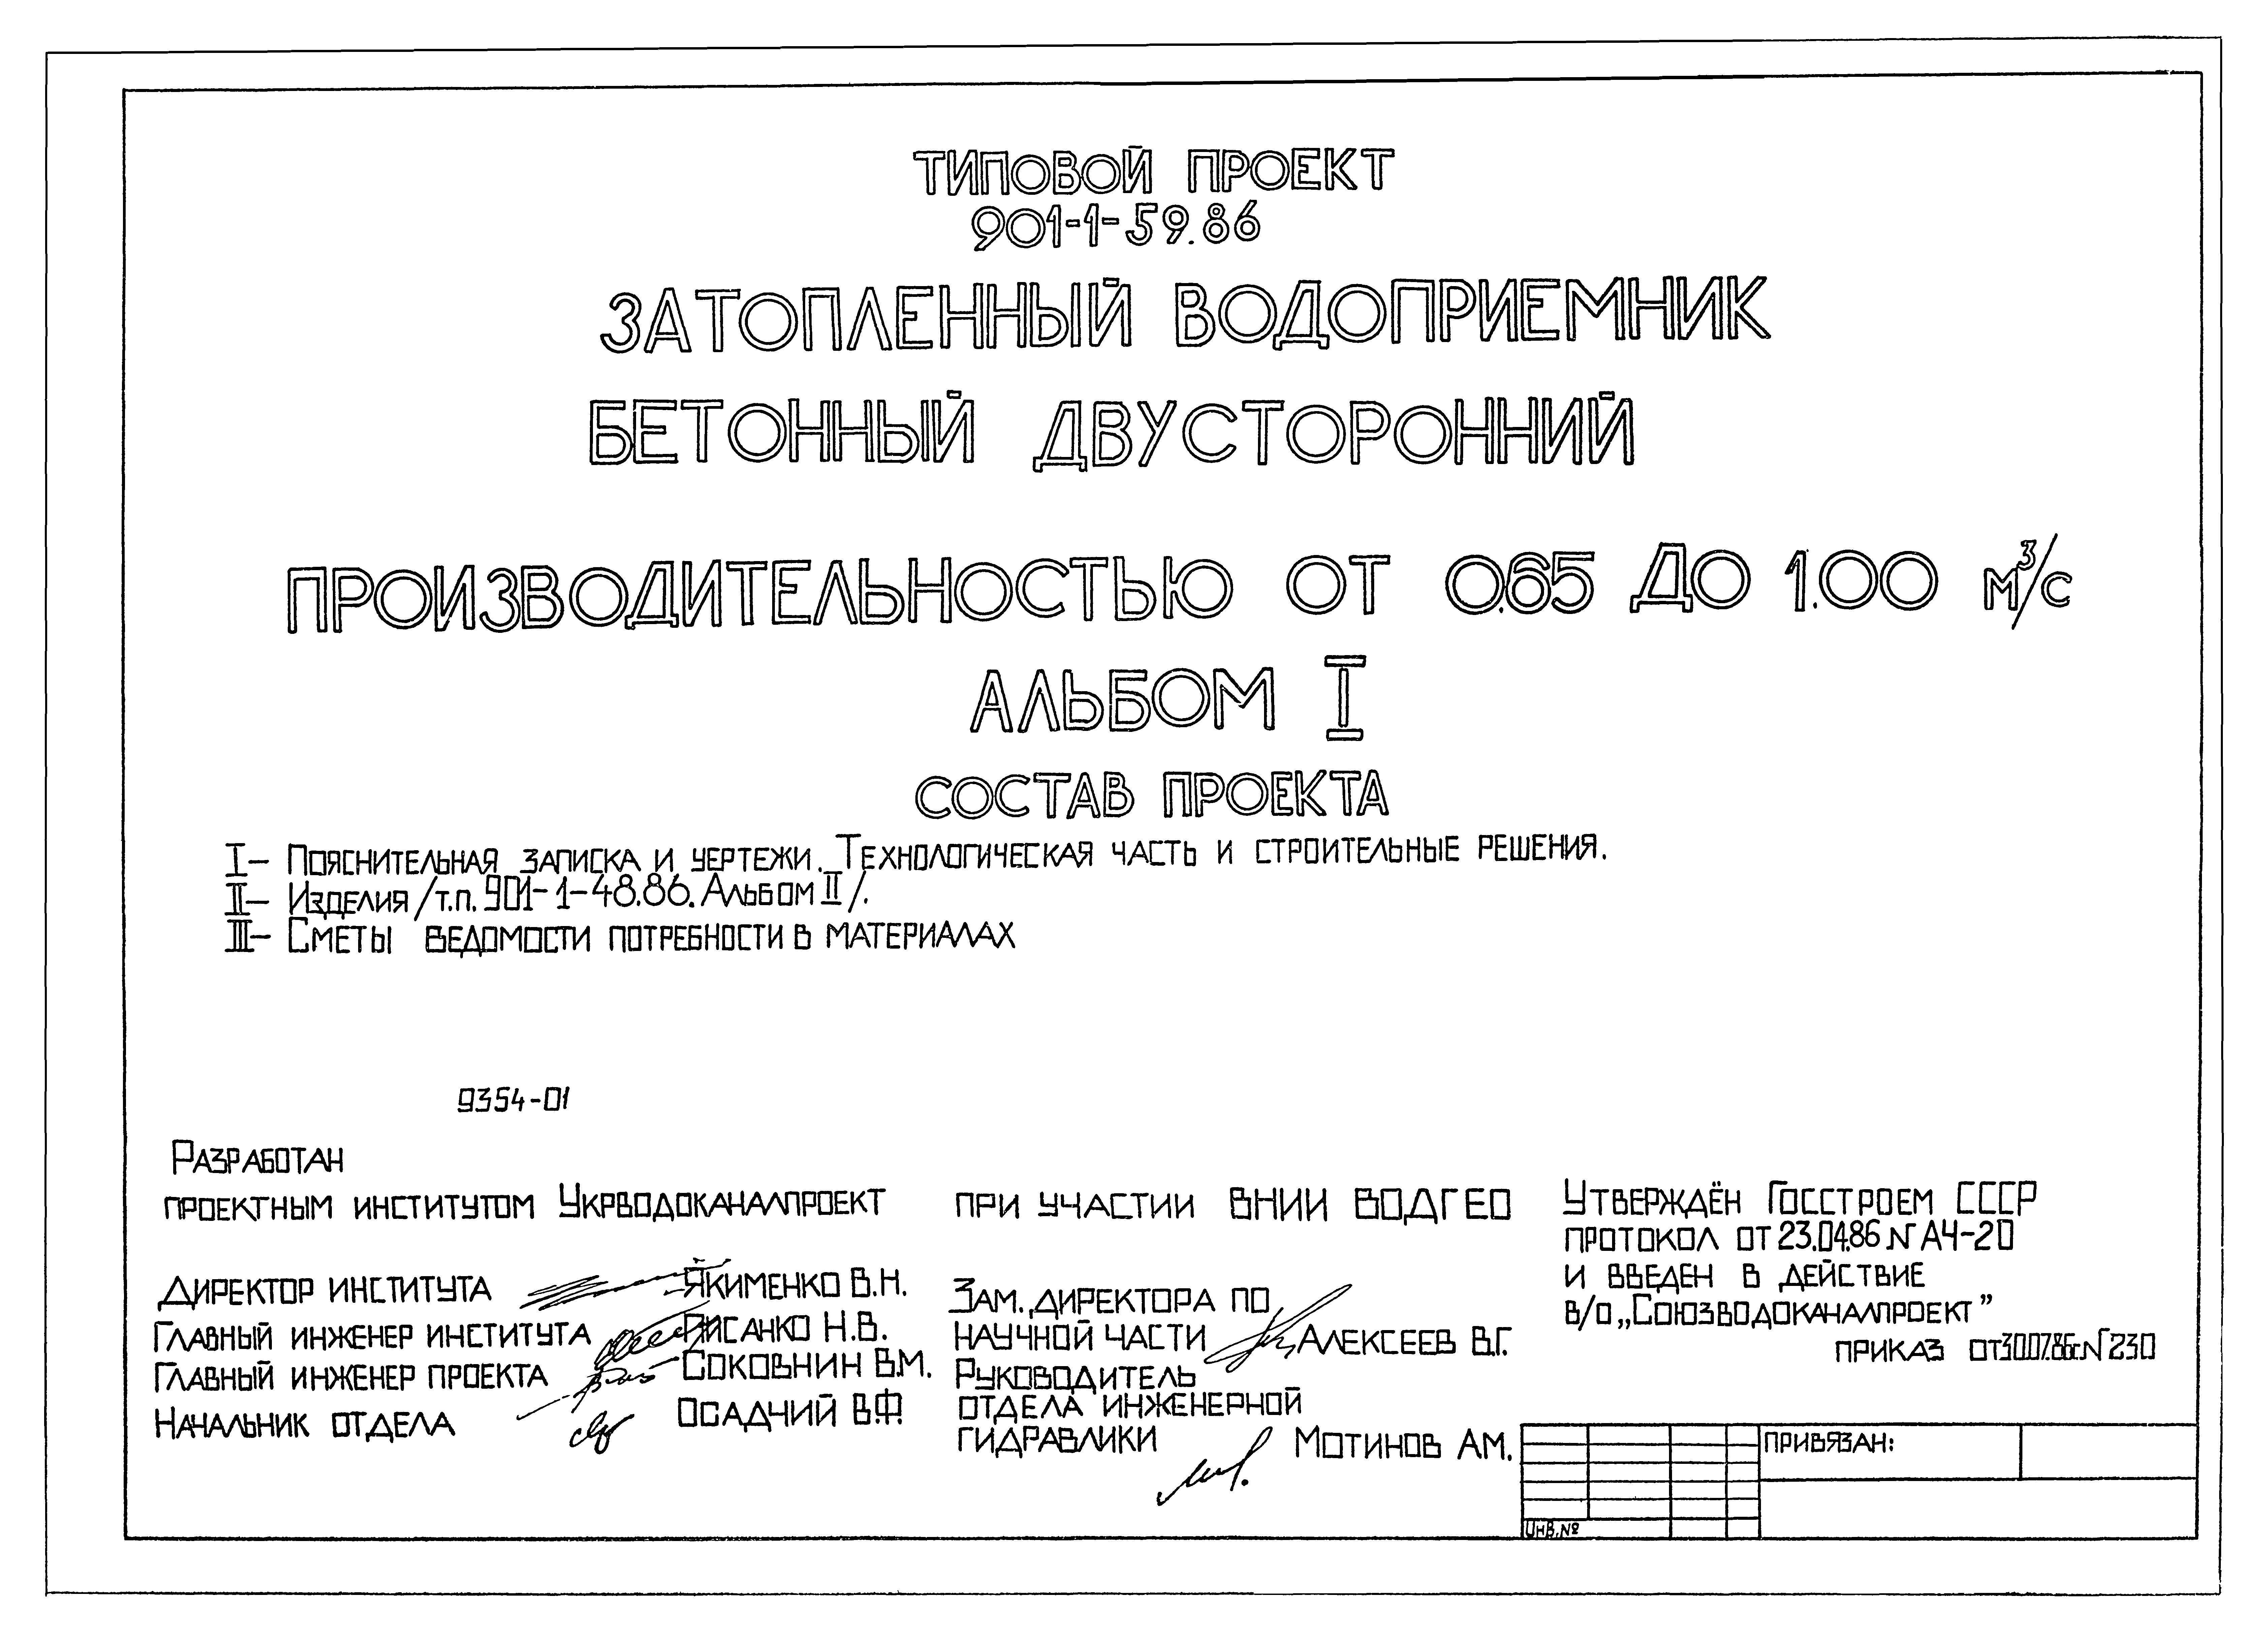 ТИПОВОЙ ПРОЕКТ
901-1-59.86
ЗАТОПЛЕННЫЙ ВОДОПРИЕМНИК
БЕТОННЫЙ ДВУСТОРОННИЙ
ПРОИЗВОДИТЕЛЬНОСТЬЮ ОТ 0.65 ДО 1.00 М³/С
АЛЬБОМ I
СОСТАВ ПРОЕКТА
I– Пояснительная записка и чертежи. Технологическая часть и строительные решения.
II– Изделия /т.п. 901-1-48.86. Альбом II/.
III– Сметы ведомости потребности в материалах
9354-01
Разработан
проектным институтом Укрводоканалпроект
Директор института Якименко В.Н.
Главный инженер института Писанко Н.В.
Главный инженер проекта Соковнин В.М.
Начальник отдела Осадчий В.Ф.
при участии ВНИИ ВОДГЕО
Зам. директора по
научной части Алексеев В.Г.
Руководитель
отдела инженерной
гидравлики Мотинов А.М.
Утверждён Госстроем СССР
протокол от 23.04.86 N АЧ-20
и введен в действие
в/о „Союзводоканалпроект”
приказ от 30.07.86г. N 230
Привязан:
Инв.№